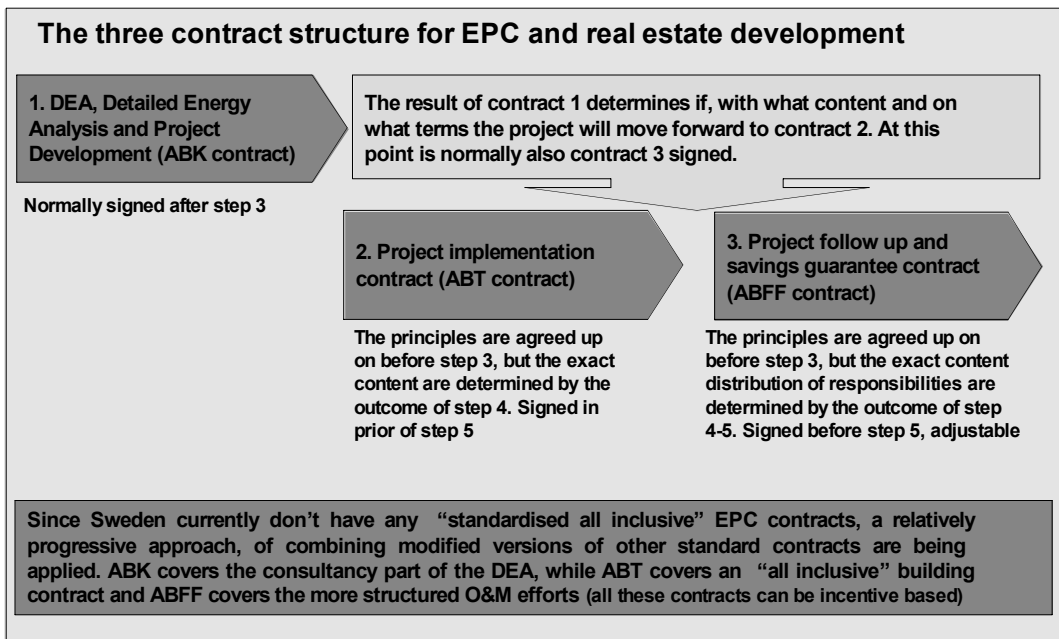 The three contract structure for EPC and real estate development
1. DEA, Detailed Energy
Analysis and Project
Development (ABK contract)
The result of contract 1 determines if, with what content and on
what terms the project will move forward to contract 2. At this
point is normally also contract 3 signed.
Normally signed after step 3
2. Project implementation
contract (ABT contract)
The principles are agreed up
on before step 3, but the exact
content are determined by the
outcome of step 4. Signed in
prior of step 5
3. Project follow up and
savings guarantee contract
(ABFF contract)
The principles are agreed up on
before step 3, but the exact content
distribution of responsibilities are
determined by the outcome of step
4-5. Signed before step 5, adjustable
Since Sweden currently don’t have any “standardised all inclusive” EPC contracts, a relatively
progressive approach, of combining modified versions of other standard contracts are being
applied. ABK covers the consultancy part of the DEA, while ABT covers an “all inclusive” building
contract and ABFF covers the more structured O&M efforts (all these contracts can be incentive based)